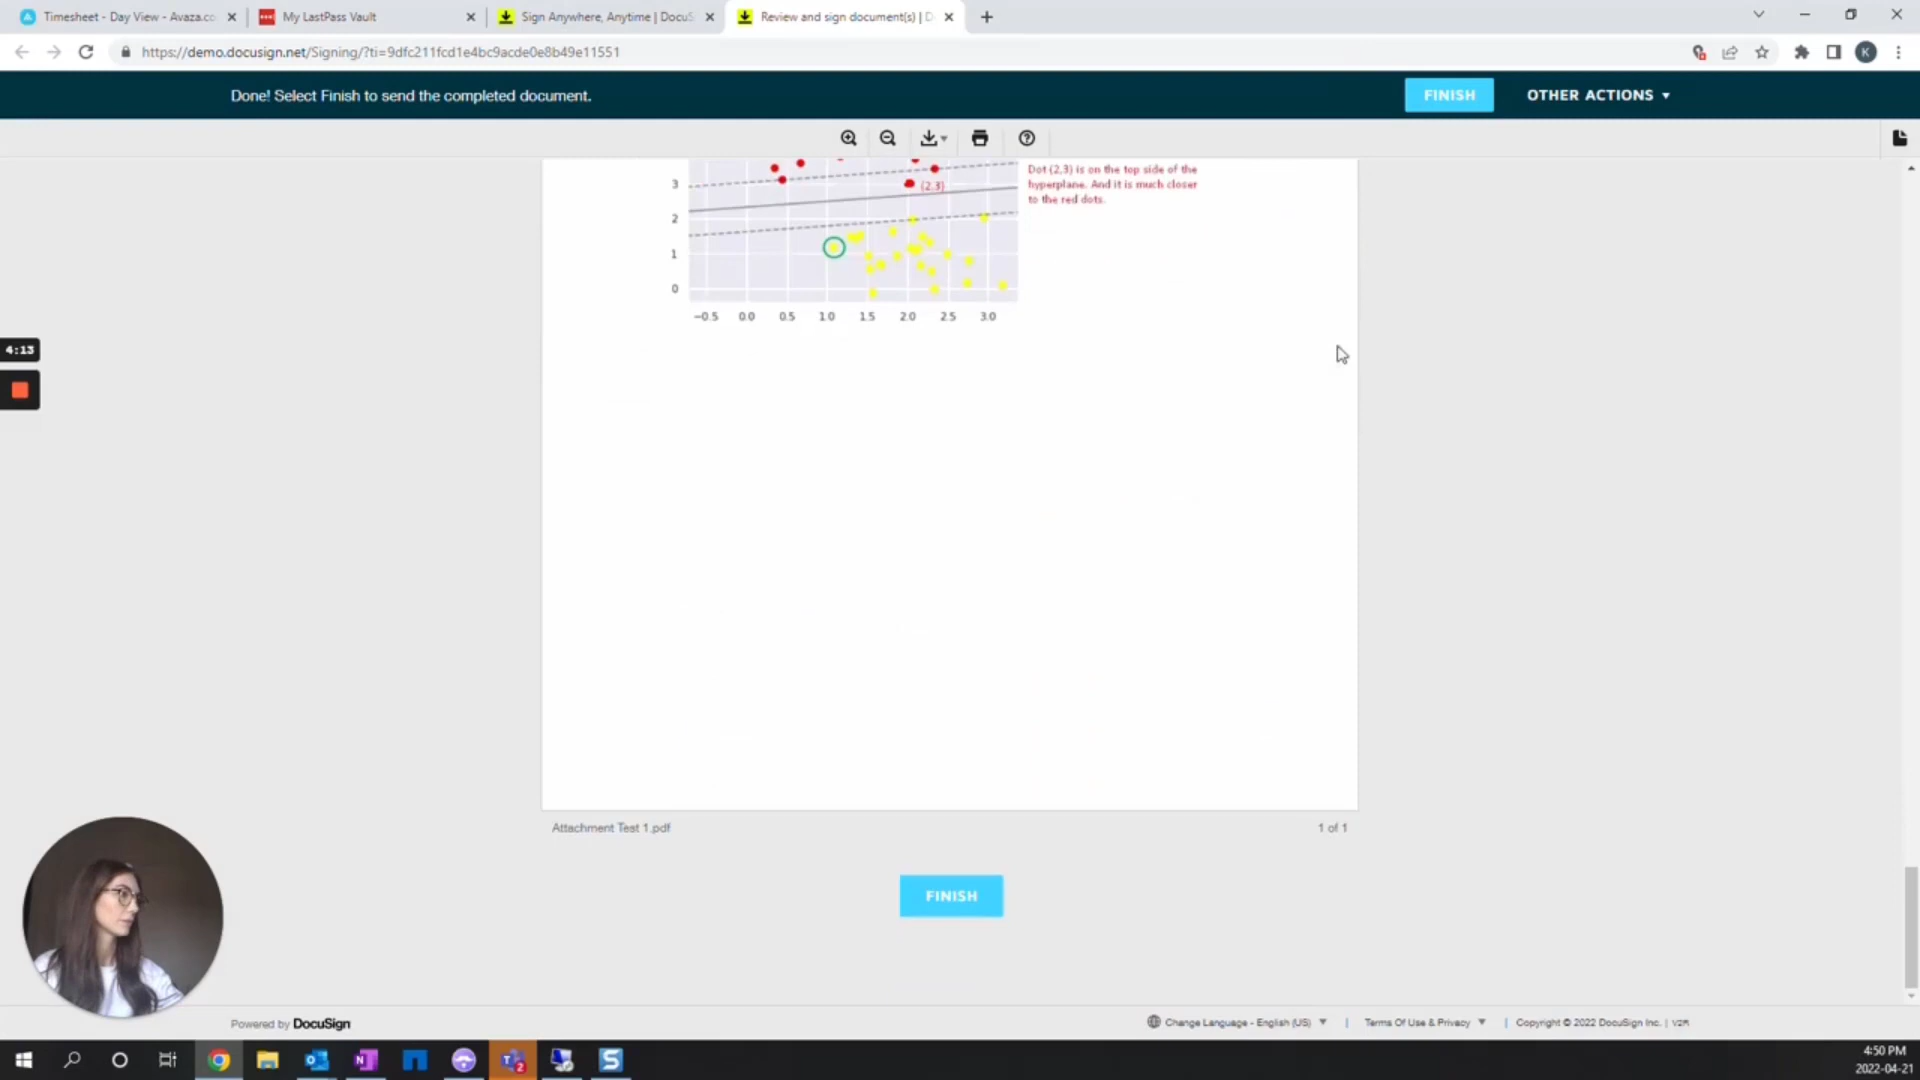 Timesheet - Day View - Avaza.co
My LastPass Vault
Sign Anywhere, Anytime | DocuS
Review and sign document(s) | D
https://demo.docusign.net/Signing/?ti=9dfc211fcd1e4bc9acde0e8b49e11551
K
Done! Select Finish to send the completed document.
FINISH
OTHER ACTIONS
3
2
1
0
(2,3)
Dot (2,3) is on the top side of the
hyperplane. And it is much closer
to the red dots.
-0.5 0.0 0.5 1.0 1.5 2.0 2.5 3.0
4:13
Attachment Test 1.pdf
1 of 1
FINISH
Powered by DocuSign
Change Language - English (US)
Terms Of Use & Privacy
Copyright © 2022 DocuSign Inc. | V2R
N
T
2
S
4:50 PM
2022-04-21